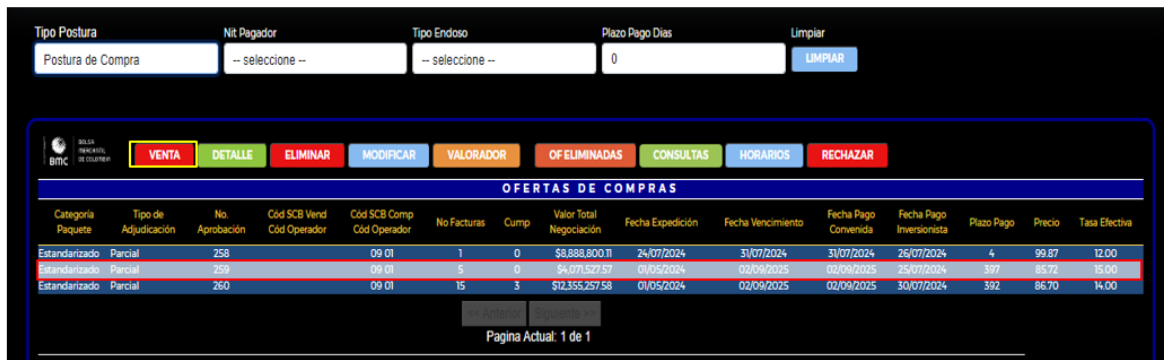 Tipo Postura Nit Pagador Tipo Endoso Plazo Pago Dias Limpiar
Postura de Compra -- seleccione -- -- seleccione -- 0 LIMPIAR
BMC BOLSA MERCANTIL DE COLOMBIA VENTA DETALLE ELIMINAR MODIFICAR VALORADOR OF ELIMINADAS CONSULTAS HORARIOS RECHAZAR
OFERTAS DE COMPRAS
Categoría Paquete Tipo de Adjudicación No. Aprobación Cód SCB Vend Cód Operador Cód SCB Comp Cód Operador No Facturas Cump Valor Total Negociación Fecha Expedición Fecha Vencimiento Fecha Pago Convenida Fecha Pago Inversionista Plazo Pago Precio Tasa Efectiva
Estandarizado Parcial 258 09 01 1 0 $8,888,800.11 24/07/2024 31/07/2024 31/07/2024 26/07/2024 4 99.87 12.00
Estandarizado Parcial 259 09 01 5 0 $4,071,527.57 01/05/2024 02/09/2025 02/09/2025 25/07/2024 397 85.72 15.00
Estandarizado Parcial 260 09 01 15 3 $12,355,257.58 01/05/2024 02/09/2025 02/09/2025 30/07/2024 392 86.70 14.00
<< Anterior Siguiente >>
Pagina Actual: 1 de 1